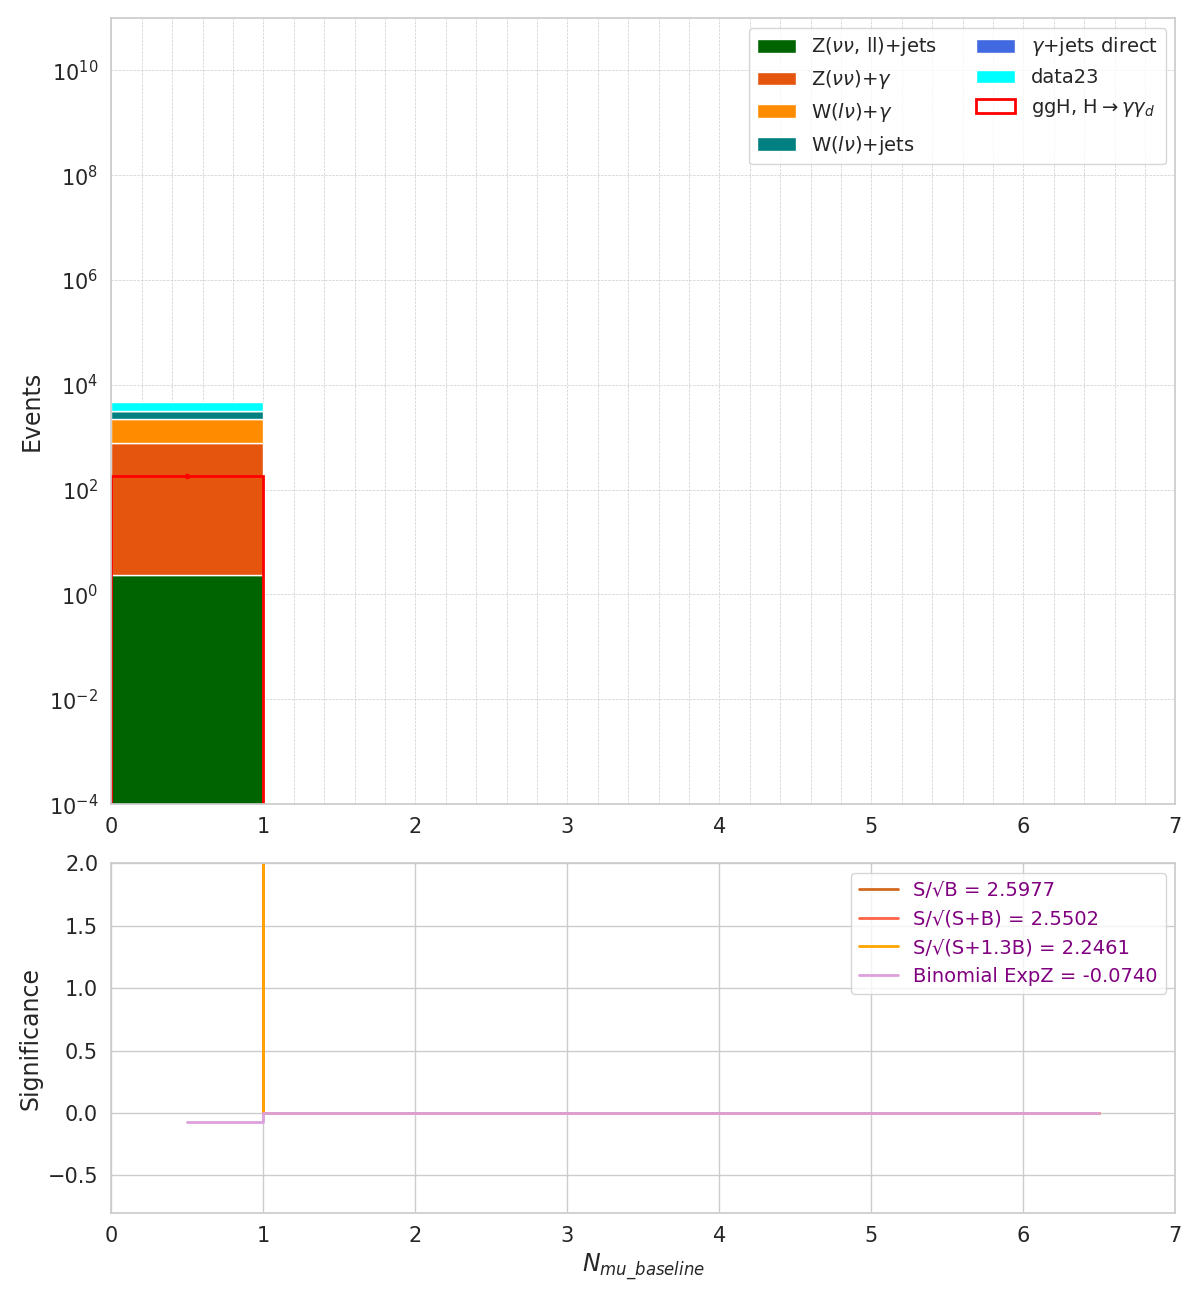 Events
10^10
10^8
10^6
10^4
10^2
10^0
10^−2
10^−4
0 1 2 3 4 5 6 7
Z(νν, ll)+jets
Z(νν)+γ
W(lν)+γ
W(lν)+jets
γ+jets direct
data23
ggH, H→γγ_d
Significance
2.0
1.5
1.0
0.5
0.0
−0.5
S/√B = 2.5977
S/√(S+B) = 2.5502
S/√(S+1.3B) = 2.2461
Binomial ExpZ = -0.0740
0 1 2 3 4 5 6 7
N_mu_baseline